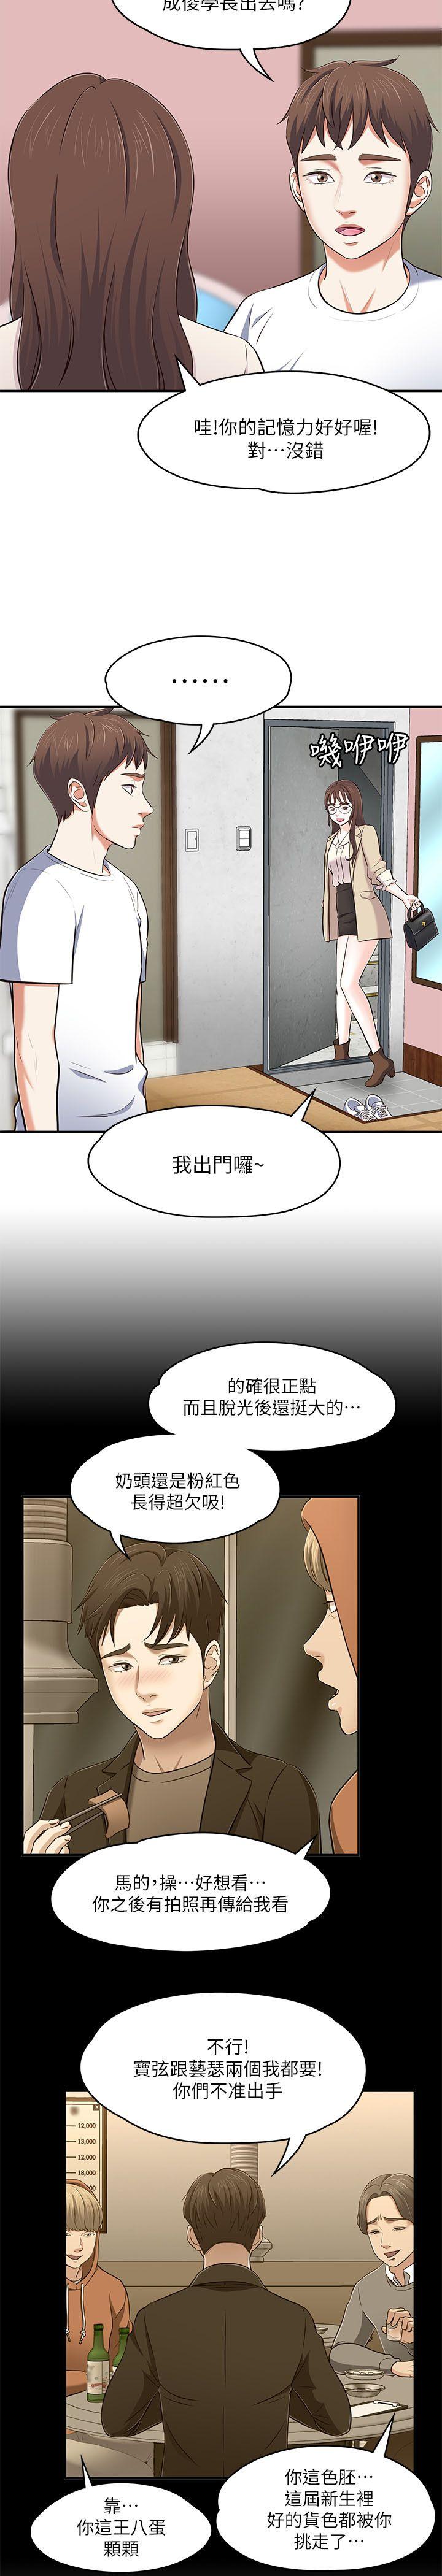 成俊學長出去嗎?
哇!你的記憶力好好喔!
對…沒錯
……
嘰咿咿
我出門囉~
的確很正點
而且脫光後還挺大的…
奶頭還是粉紅色
長得超欠吸!
馬的,操…好想看…
你之後有拍照再傳給我看
不行!
寶弦跟藝瑟兩個我都要!
你們不准出手
12,000
13,000
12,000
18,000
靠…
你這王八蛋
顆顆
你這色胚…
這屆新生裡
好的貨色都被你
挑走了…